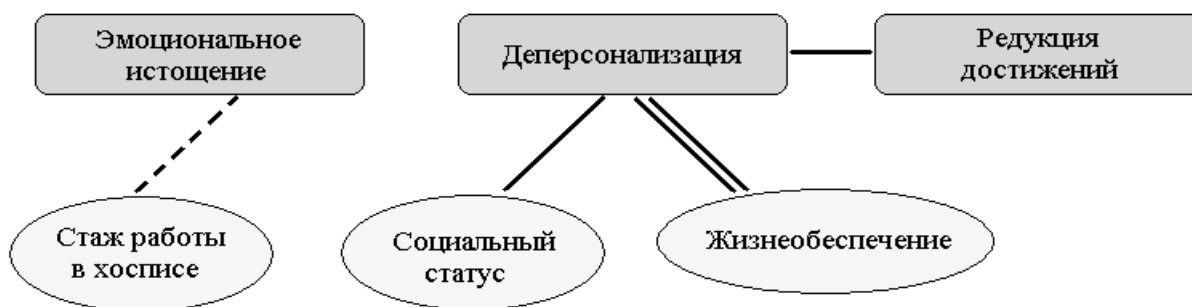 Эмоциональное
истощение
Деперсонализация
Редукция
достижений
Стаж работы
в хосписе
Социальный
статус
Жизнеобеспечение